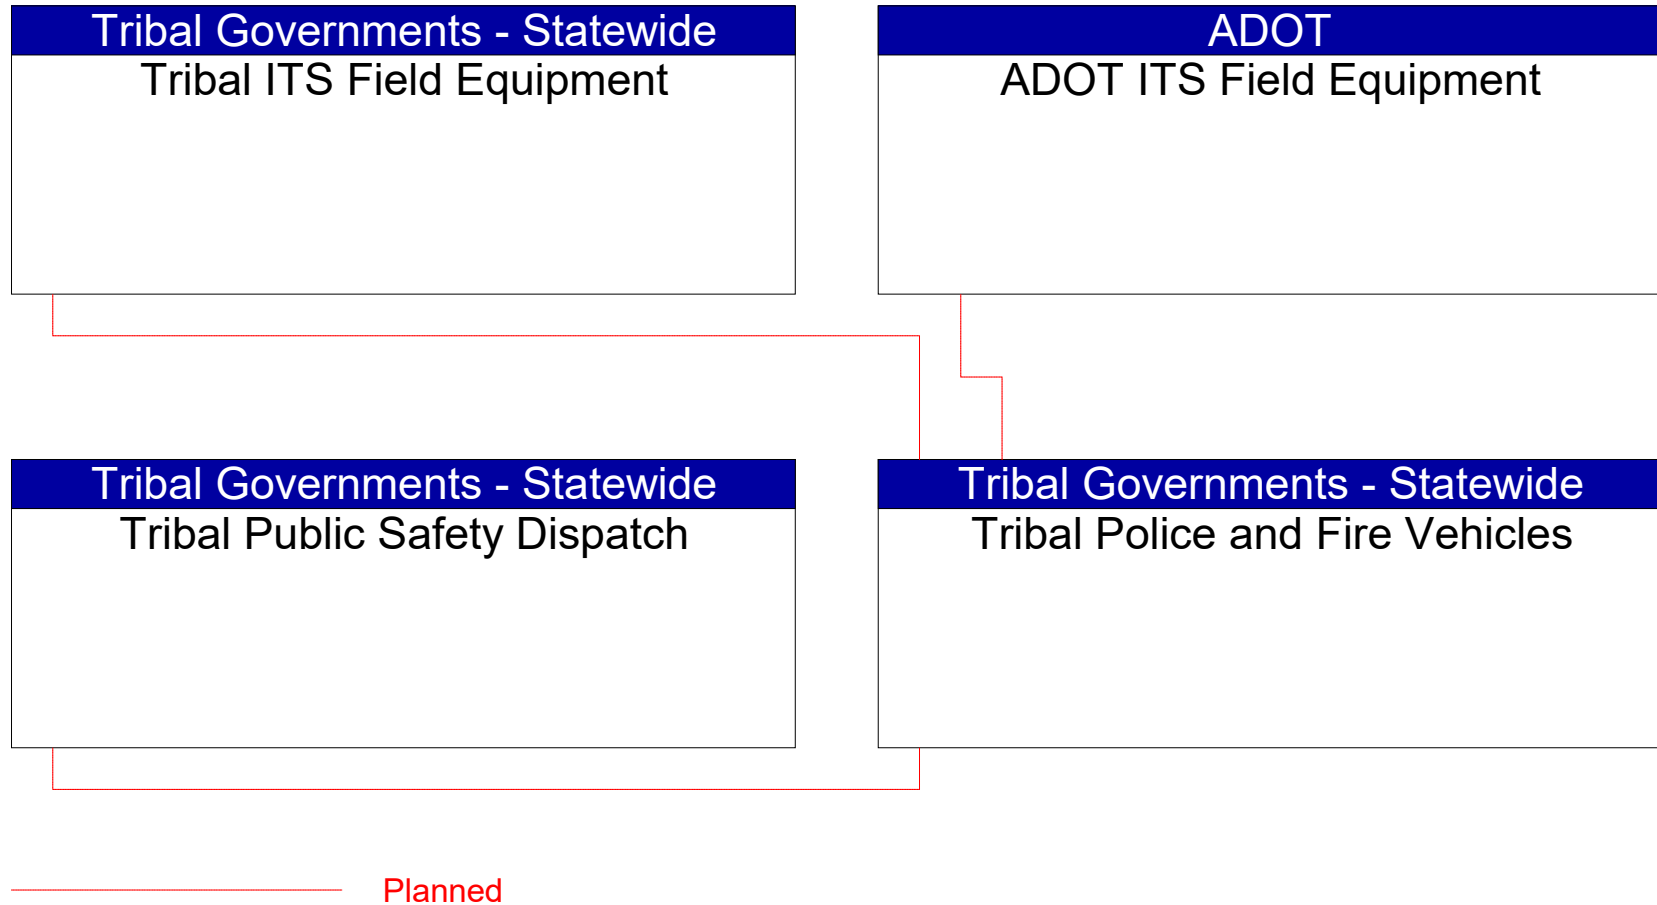 Tribal Governments - Statewide
Tribal ITS Field Equipment
ADOT
ADOT ITS Field Equipment
Tribal Governments - Statewide
Tribal Public Safety Dispatch
Tribal Governments - Statewide
Tribal Police and Fire Vehicles
Planned